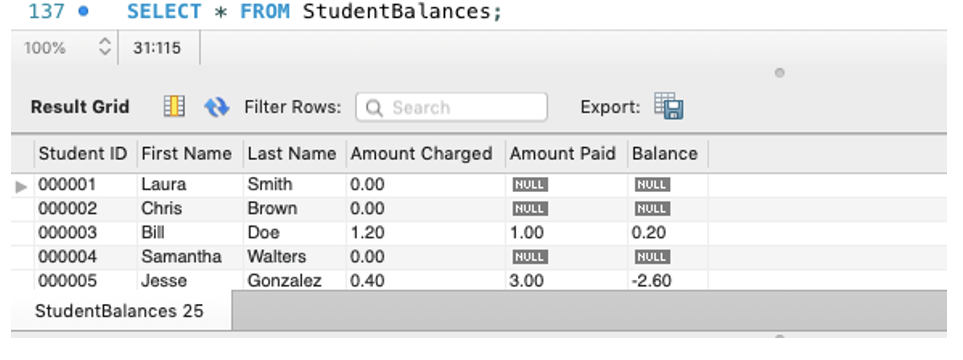 137 SELECT * FROM StudentBalances;
100% 31:115
Result Grid Filter Rows: Search Export:
Student ID First Name Last Name Amount Charged Amount Paid Balance
000001 Laura Smith 0.00 NULL NULL
000002 Chris Brown 0.00 NULL NULL
000003 Bill Doe 1.20 1.00 0.20
000004 Samantha Walters 0.00 NULL NULL
000005 Jesse Gonzalez 0.40 3.00 -2.60
StudentBalances 25